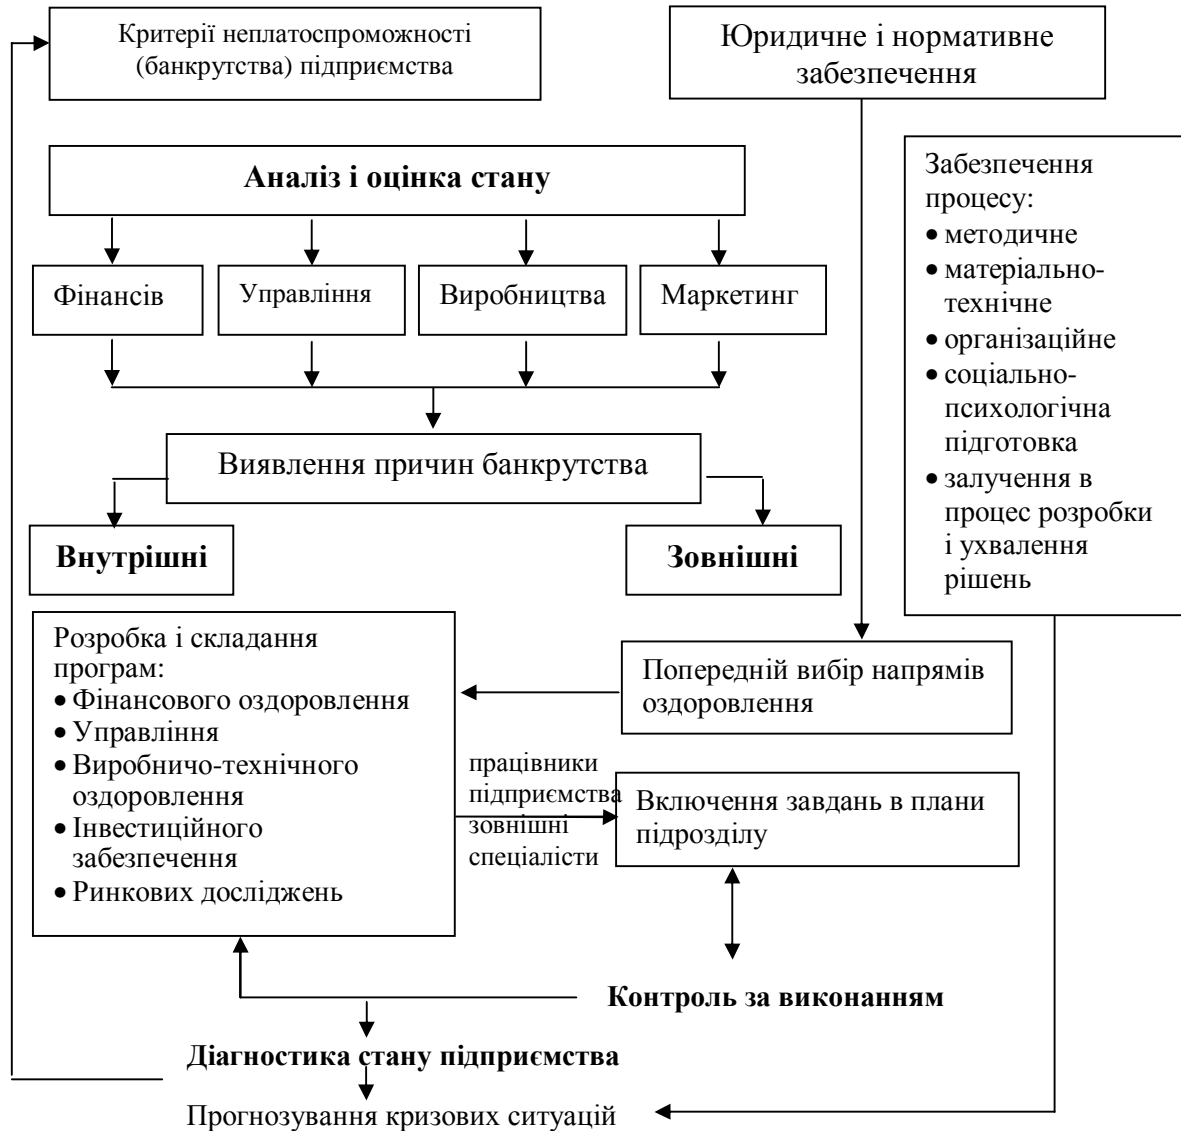 Критерії неплатоспроможності
(банкрутства) підприємства
Юридичне і нормативне
забезпечення
Аналіз і оцінка стану
Фінансів
Управління
Виробництва
Маркетинг
Забезпечення
процесу:
• методичне
• матеріально-
технічне
• організаційне
• соціально-
психологічна
підготовка
• залучення в
процес розробки
і ухвалення
рішень
Виявлення причин банкрутства
Внутрішні
Зовнішні
Розробка і складання
програм:
• Фінансового оздоровлення
• Управління
• Виробничо-технічного
оздоровлення
• Інвестиційного
забезпечення
• Ринкових досліджень
Попередній вибір напрямів
оздоровлення
працівники
підприємства
зовнішні
спеціалісти
Включення завдань в плани
підрозділу
Контроль за виконанням
Діагностика стану підприємства
Прогнозування кризових ситуацій